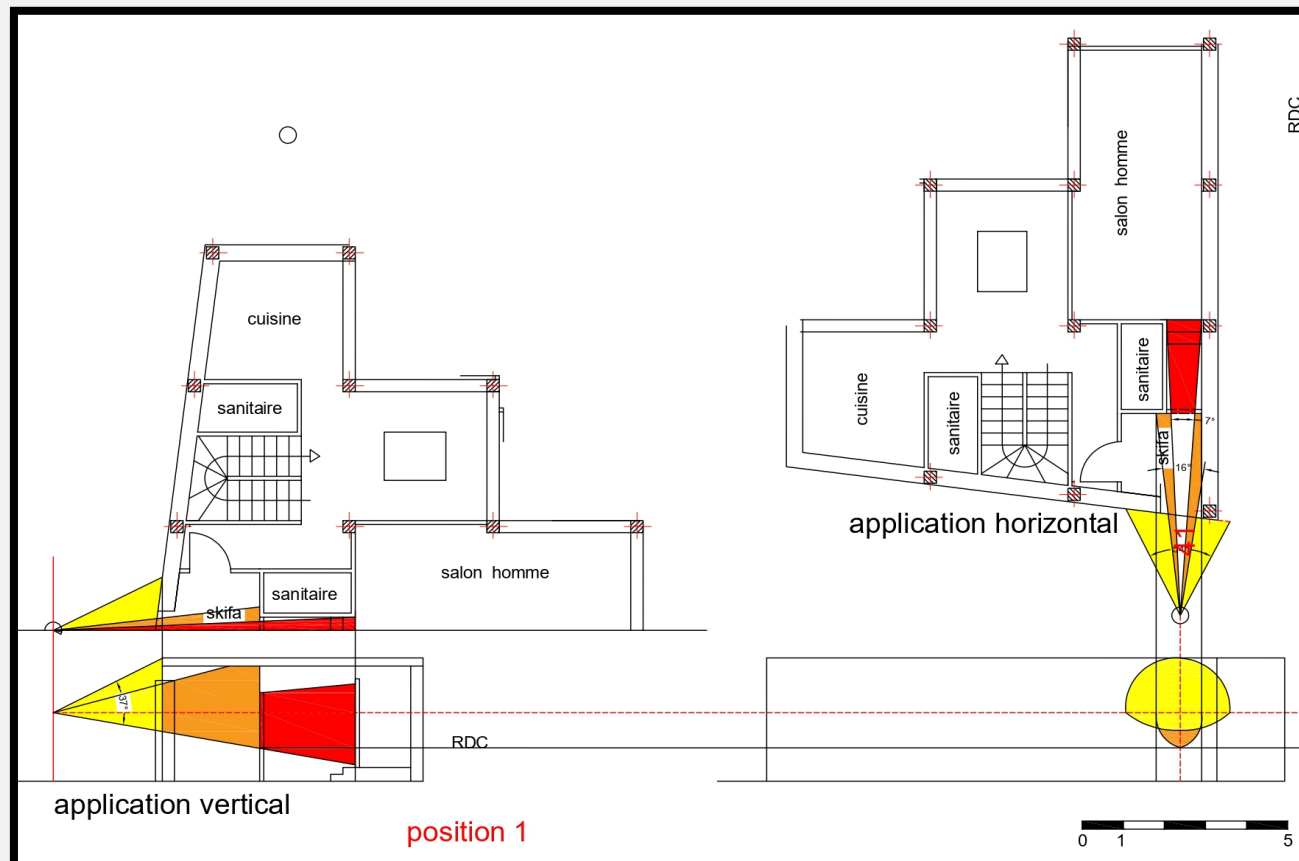 cuisine
sanitaire
sanitaire
salon homme
skifa
37°
RDC
application vertical
position 1
RDC
salon homme
sanitaire
cuisine
sanitaire
skifa
7°
16°
41
application horizontal
0 1 5